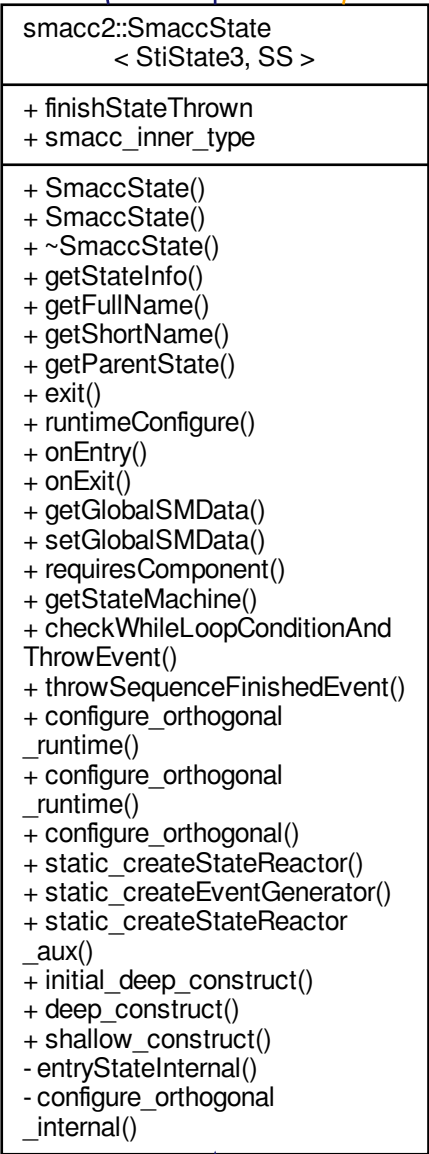 smacc2::SmaccState
< StiState3, SS >
+ finishStateThrown
+ smacc_inner_type
+ SmaccState()
+ SmaccState()
+ ~SmaccState()
+ getStateInfo()
+ getFullName()
+ getShortName()
+ getParentState()
+ exit()
+ runtimeConfigure()
+ onEntry()
+ onExit()
+ getGlobalSMData()
+ setGlobalSMData()
+ requiresComponent()
+ getStateMachine()
+ checkWhileLoopConditionAnd
ThrowEvent()
+ throwSequenceFinishedEvent()
+ configure_orthogonal
_runtime()
+ configure_orthogonal
_runtime()
+ configure_orthogonal()
+ static_createStateReactor()
+ static_createEventGenerator()
+ static_createStateReactor
_aux()
+ initial_deep_construct()
+ deep_construct()
+ shallow_construct()
- entryStateInternal()
- configure_orthogonal
_internal()